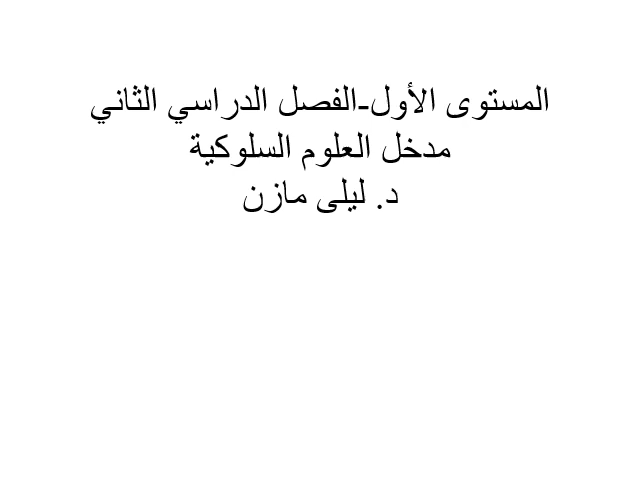 المستوى الأول-الفصل الدراسي الثاني
مدخل العلوم السلوكية
د. ليلى مازن